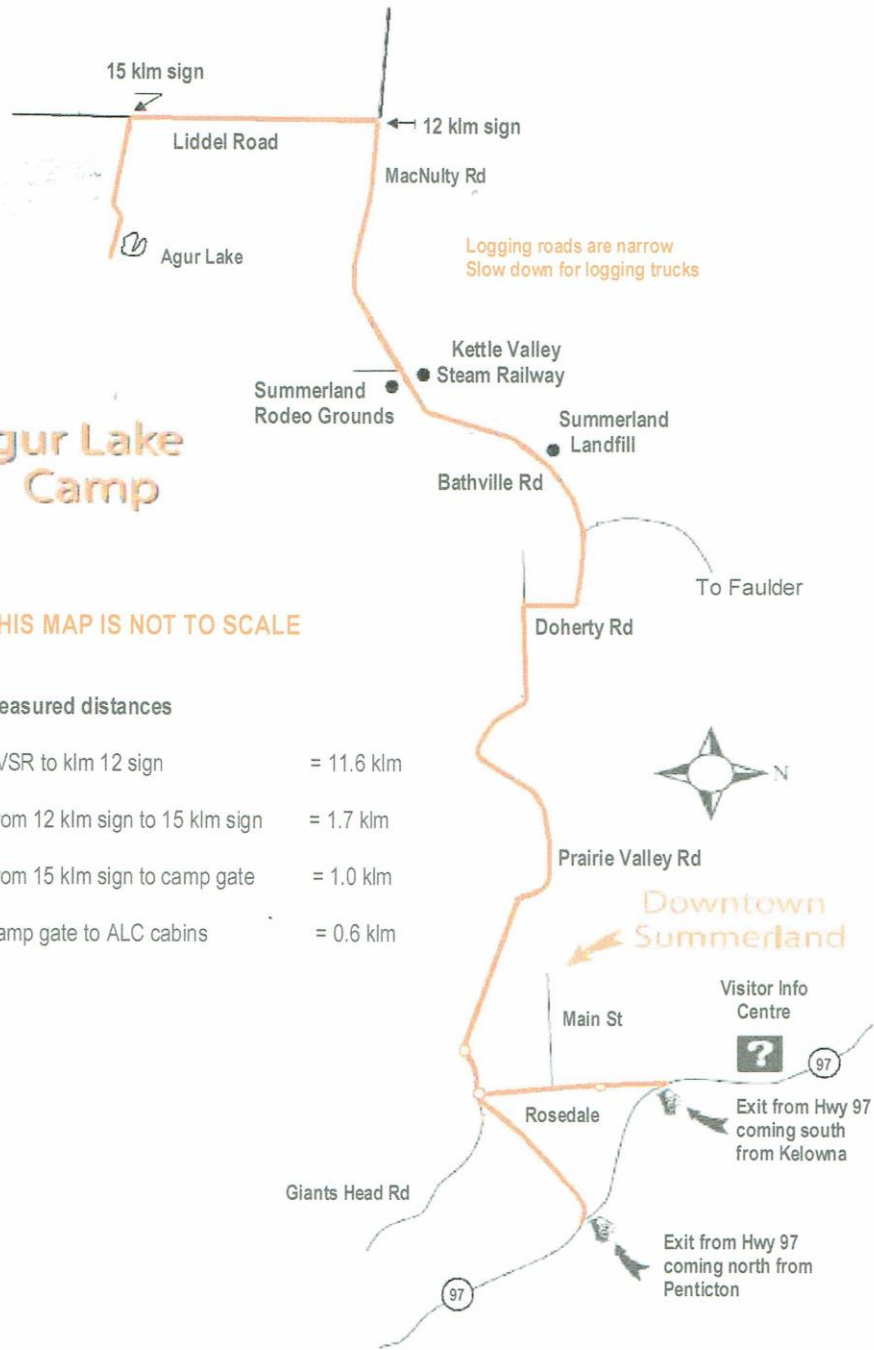 15 klm sign
12 klm sign
Liddel Road
MacNulty Rd
Agur Lake
Logging roads are narrow
Slow down for logging trucks
Kettle Valley
Steam Railway
Summerland
Rodeo Grounds
Summerland
Landfill
gur Lake
Camp
Bathville Rd
To Faulder
HIS MAP IS NOT TO SCALE
Doherty Rd
easured distances
VSR to klm 12 sign = 11.6 klm
rom 12 klm sign to 15 klm sign = 1.7 klm
rom 15 klm sign to camp gate = 1.0 klm
amp gate to ALC cabins = 0.6 klm
N
Prairie Valley Rd
Downtown
Summerland
Main St
Visitor Info
Centre
?
97
Rosedale
Exit from Hwy 97
coming south
from Kelowna
Giants Head Rd
Exit from Hwy 97
coming north from
Penticton
97